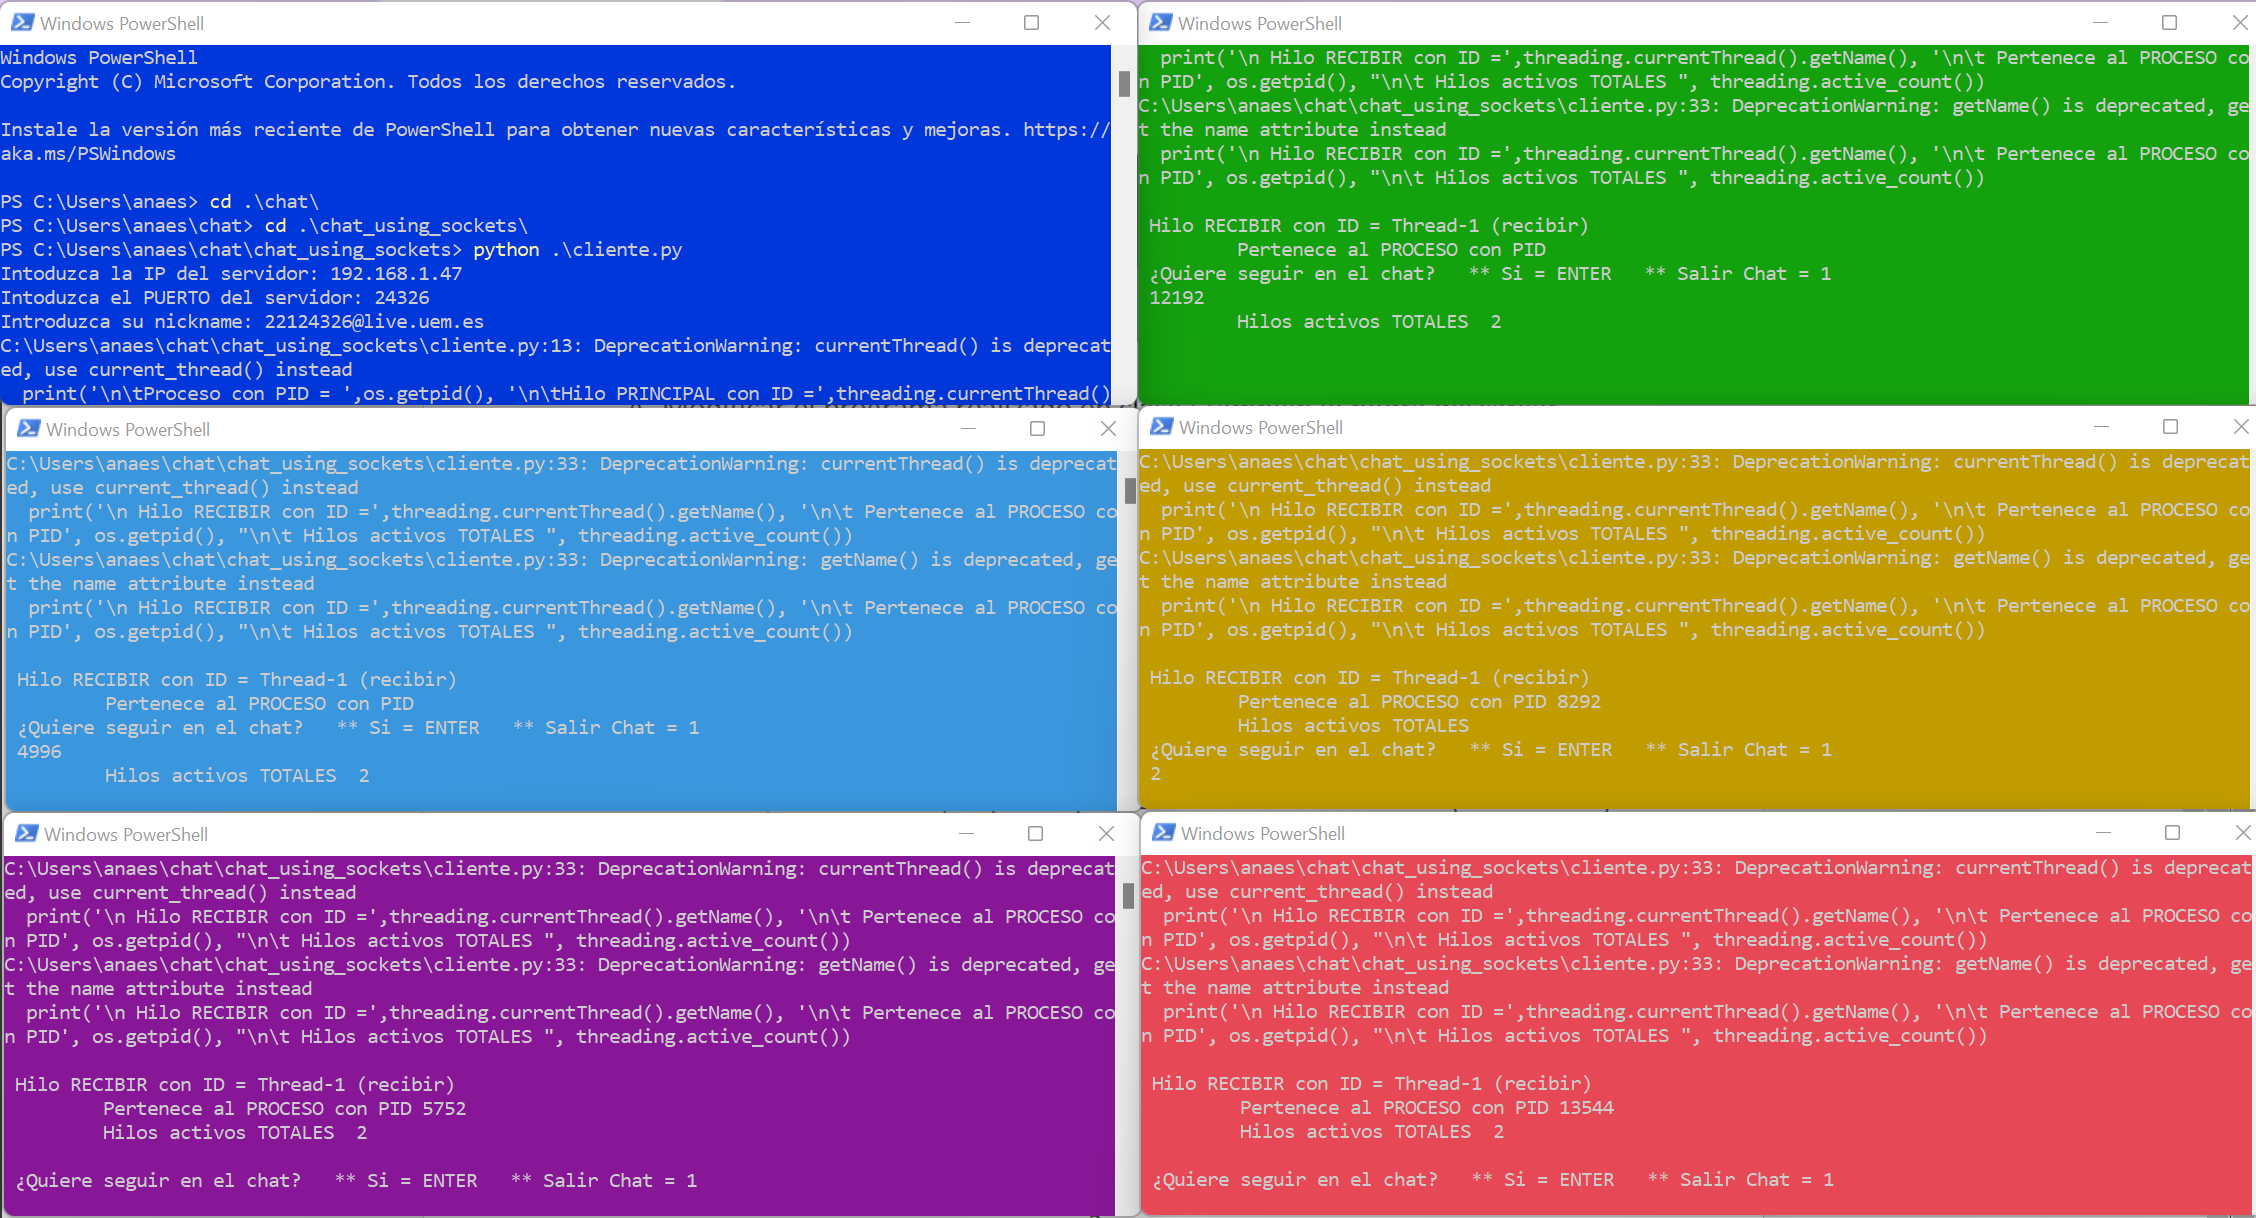 Windows PowerShell
Windows PowerShell
Copyright (C) Microsoft Corporation. Todos los derechos reservados.
Instale la versión más reciente de PowerShell para obtener nuevas características y mejoras. https://
aka.ms/PSWindows
PS C:\Users\anaes> cd .\chat\
PS C:\Users\anaes\chat> cd .\chat_using_sockets\
PS C:\Users\anaes\chat\chat_using_sockets> python .\cliente.py
Intoduzca la IP del servidor: 192.168.1.47
Intoduzca el PUERTO del servidor: 24326
Introduzca su nickname: 22124326@live.uem.es
C:\Users\anaes\chat\chat_using_sockets\cliente.py:13: DeprecationWarning: currentThread() is deprecat
ed, use current_thread() instead
  print('\n\tProceso con PID = ',os.getpid(), '\n\tHilo PRINCIPAL con ID =',threading.currentThread()
Windows PowerShell
  print('\n Hilo RECIBIR con ID =',threading.currentThread().getName(), '\n\t Pertenece al PROCESO co
n PID', os.getpid(), "\n\t Hilos activos TOTALES ", threading.active_count())
C:\Users\anaes\chat\chat_using_sockets\cliente.py:33: DeprecationWarning: getName() is deprecated, ge
t the name attribute instead
  print('\n Hilo RECIBIR con ID =',threading.currentThread().getName(), '\n\t Pertenece al PROCESO co
n PID', os.getpid(), "\n\t Hilos activos TOTALES ", threading.active_count())
Hilo RECIBIR con ID = Thread-1 (recibir)
Pertenece al PROCESO con PID
¿Quiere seguir en el chat?   ** Si = ENTER   ** Salir Chat = 1
12192
Hilos activos TOTALES  2
Windows PowerShell
C:\Users\anaes\chat\chat_using_sockets\cliente.py:33: DeprecationWarning: currentThread() is deprecat
ed, use current_thread() instead
  print('\n Hilo RECIBIR con ID =',threading.currentThread().getName(), '\n\t Pertenece al PROCESO co
n PID', os.getpid(), "\n\t Hilos activos TOTALES ", threading.active_count())
C:\Users\anaes\chat\chat_using_sockets\cliente.py:33: DeprecationWarning: getName() is deprecated, ge
t the name attribute instead
  print('\n Hilo RECIBIR con ID =',threading.currentThread().getName(), '\n\t Pertenece al PROCESO co
n PID', os.getpid(), "\n\t Hilos activos TOTALES ", threading.active_count())
Hilo RECIBIR con ID = Thread-1 (recibir)
Pertenece al PROCESO con PID
¿Quiere seguir en el chat?   ** Si = ENTER   ** Salir Chat = 1
4996
Hilos activos TOTALES  2
Windows PowerShell
C:\Users\anaes\chat\chat_using_sockets\cliente.py:33: DeprecationWarning: currentThread() is deprecat
ed, use current_thread() instead
  print('\n Hilo RECIBIR con ID =',threading.currentThread().getName(), '\n\t Pertenece al PROCESO co
n PID', os.getpid(), "\n\t Hilos activos TOTALES ", threading.active_count())
C:\Users\anaes\chat\chat_using_sockets\cliente.py:33: DeprecationWarning: getName() is deprecated, ge
t the name attribute instead
  print('\n Hilo RECIBIR con ID =',threading.currentThread().getName(), '\n\t Pertenece al PROCESO co
n PID', os.getpid(), "\n\t Hilos activos TOTALES ", threading.active_count())
Hilo RECIBIR con ID = Thread-1 (recibir)
Pertenece al PROCESO con PID 8292
Hilos activos TOTALES
¿Quiere seguir en el chat?   ** Si = ENTER   ** Salir Chat = 1
2
Windows PowerShell
C:\Users\anaes\chat\chat_using_sockets\cliente.py:33: DeprecationWarning: currentThread() is deprecat
ed, use current_thread() instead
  print('\n Hilo RECIBIR con ID =',threading.currentThread().getName(), '\n\t Pertenece al PROCESO co
n PID', os.getpid(), "\n\t Hilos activos TOTALES ", threading.active_count())
C:\Users\anaes\chat\chat_using_sockets\cliente.py:33: DeprecationWarning: getName() is deprecated, ge
t the name attribute instead
  print('\n Hilo RECIBIR con ID =',threading.currentThread().getName(), '\n\t Pertenece al PROCESO co
n PID', os.getpid(), "\n\t Hilos activos TOTALES ", threading.active_count())
Hilo RECIBIR con ID = Thread-1 (recibir)
Pertenece al PROCESO con PID 5752
Hilos activos TOTALES  2
¿Quiere seguir en el chat?   ** Si = ENTER   ** Salir Chat = 1
Windows PowerShell
C:\Users\anaes\chat\chat_using_sockets\cliente.py:33: DeprecationWarning: currentThread() is deprecat
ed, use current_thread() instead
  print('\n Hilo RECIBIR con ID =',threading.currentThread().getName(), '\n\t Pertenece al PROCESO co
n PID', os.getpid(), "\n\t Hilos activos TOTALES ", threading.active_count())
C:\Users\anaes\chat\chat_using_sockets\cliente.py:33: DeprecationWarning: getName() is deprecated, ge
t the name attribute instead
  print('\n Hilo RECIBIR con ID =',threading.currentThread().getName(), '\n\t Pertenece al PROCESO co
n PID', os.getpid(), "\n\t Hilos activos TOTALES ", threading.active_count())
Hilo RECIBIR con ID = Thread-1 (recibir)
Pertenece al PROCESO con PID 13544
Hilos activos TOTALES  2
¿Quiere seguir en el chat?   ** Si = ENTER   ** Salir Chat = 1